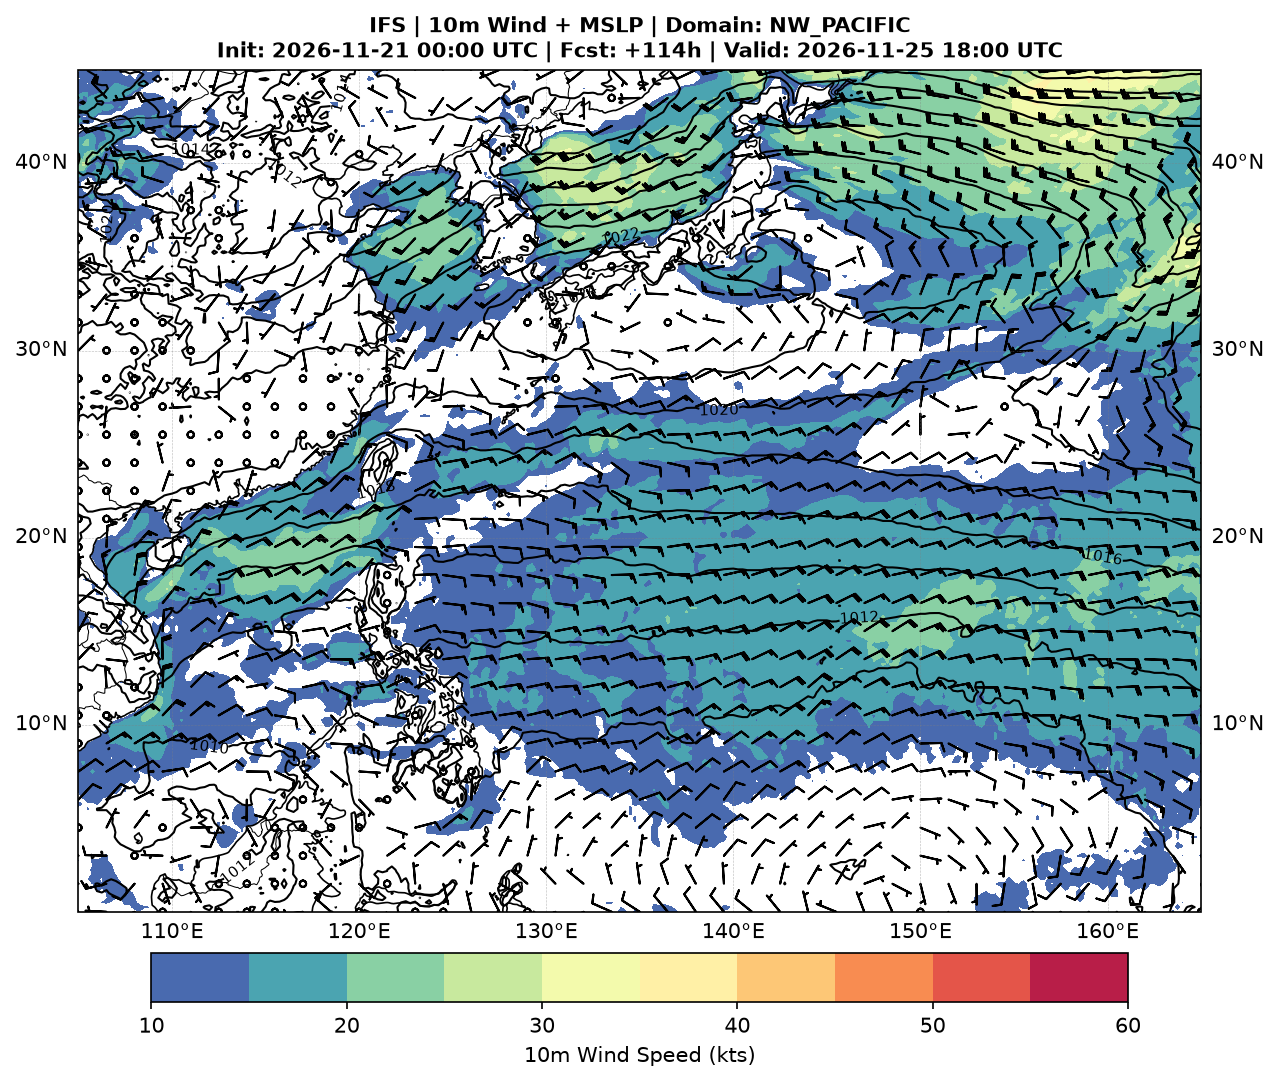 IFS | 10m Wind + MSLP | Domain: NW_PACIFIC
Init: 2026-11-21 00:00 UTC | Fcst: +114h | Valid: 2026-11-25 18:00 UTC
1014
1012
40°N
40°N
1022
30°N
30°N
1020
20°N
20°N
1016
1012
10°N
10°N
1010
110°E
120°E
130°E
140°E
150°E
160°E
10
20
30
40
50
60
10m Wind Speed (kts)